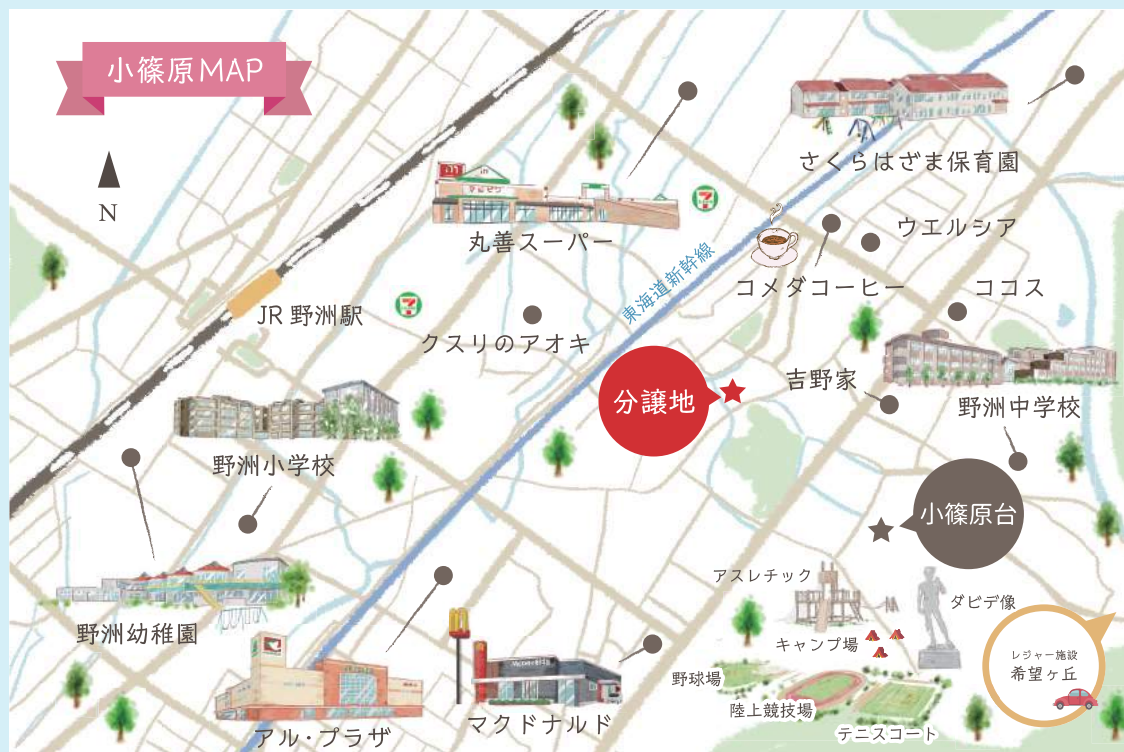 小篠原MAP
N
さくらはざま保育園
丸善スーパー
ウエルシア
東海道新幹線
コメダコーヒー
ココス
JR 野洲駅
クスリのアオキ
分譲地
吉野家
野洲中学校
野洲小学校
小篠原台
アスレチック
ダビデ像
野洲幼稚園
キャンプ場
レジャー施設
希望ヶ丘
野球場
陸上競技場
マクドナルド
テニスコート
アル・プラザ